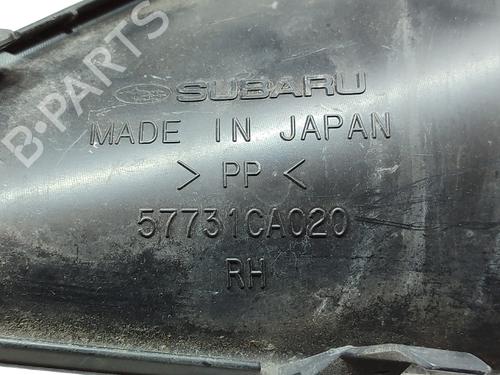 SUBARU
MADE IN JAPAN
> PP <
57731CA020
RH
B-PARTS